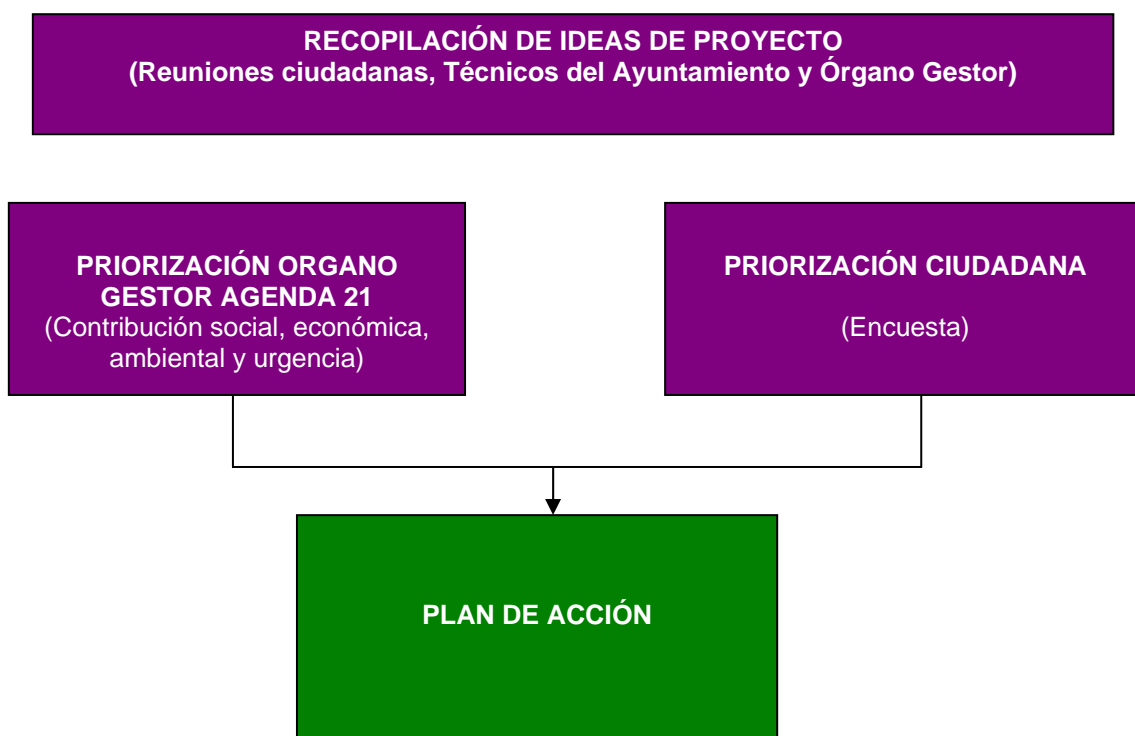 RECOPILACIÓN DE IDEAS DE PROYECTO
(Reuniones ciudadanas, Técnicos del Ayuntamiento y Órgano Gestor)
PRIORIZACIÓN ORGANO
GESTOR AGENDA 21
(Contribución social, económica,
ambiental y urgencia)
PRIORIZACIÓN CIUDADANA
(Encuesta)
PLAN DE ACCIÓN